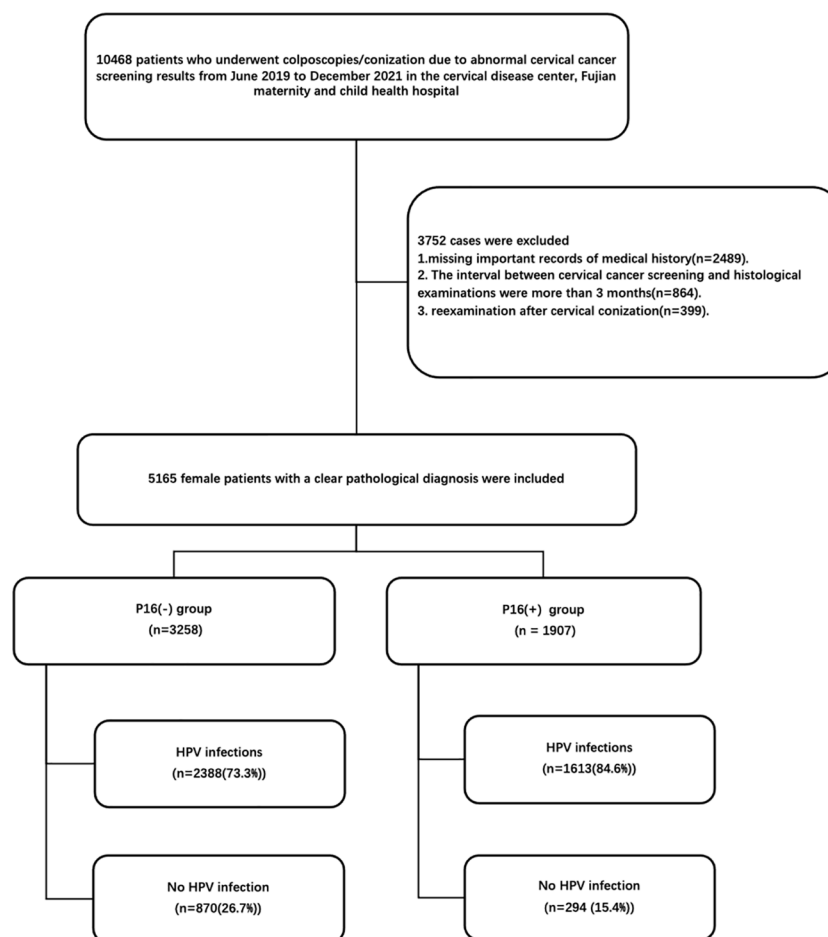 10468 patients who underwent colposcopies/conization due to abnormal cervical cancer
screening results from June 2019 to December 2021 in the cervical disease center, Fujian
maternity and child health hospital
3752 cases were excluded
1.missing important records of medical history(n=2489).
2. The interval between cervical cancer screening and histological
examinations were more than 3 months(n=864).
3. reexamination after cervical conization(n=399).
5165 female patients with a clear pathological diagnosis were included
P16(-) group
(n=3258)
P16(+) group
(n = 1907)
HPV infections
(n=2388(73.3%))
HPV infections
(n=1613(84.6%))
No HPV infection
(n=870(26.7%))
No HPV infection
(n=294 (15.4%))